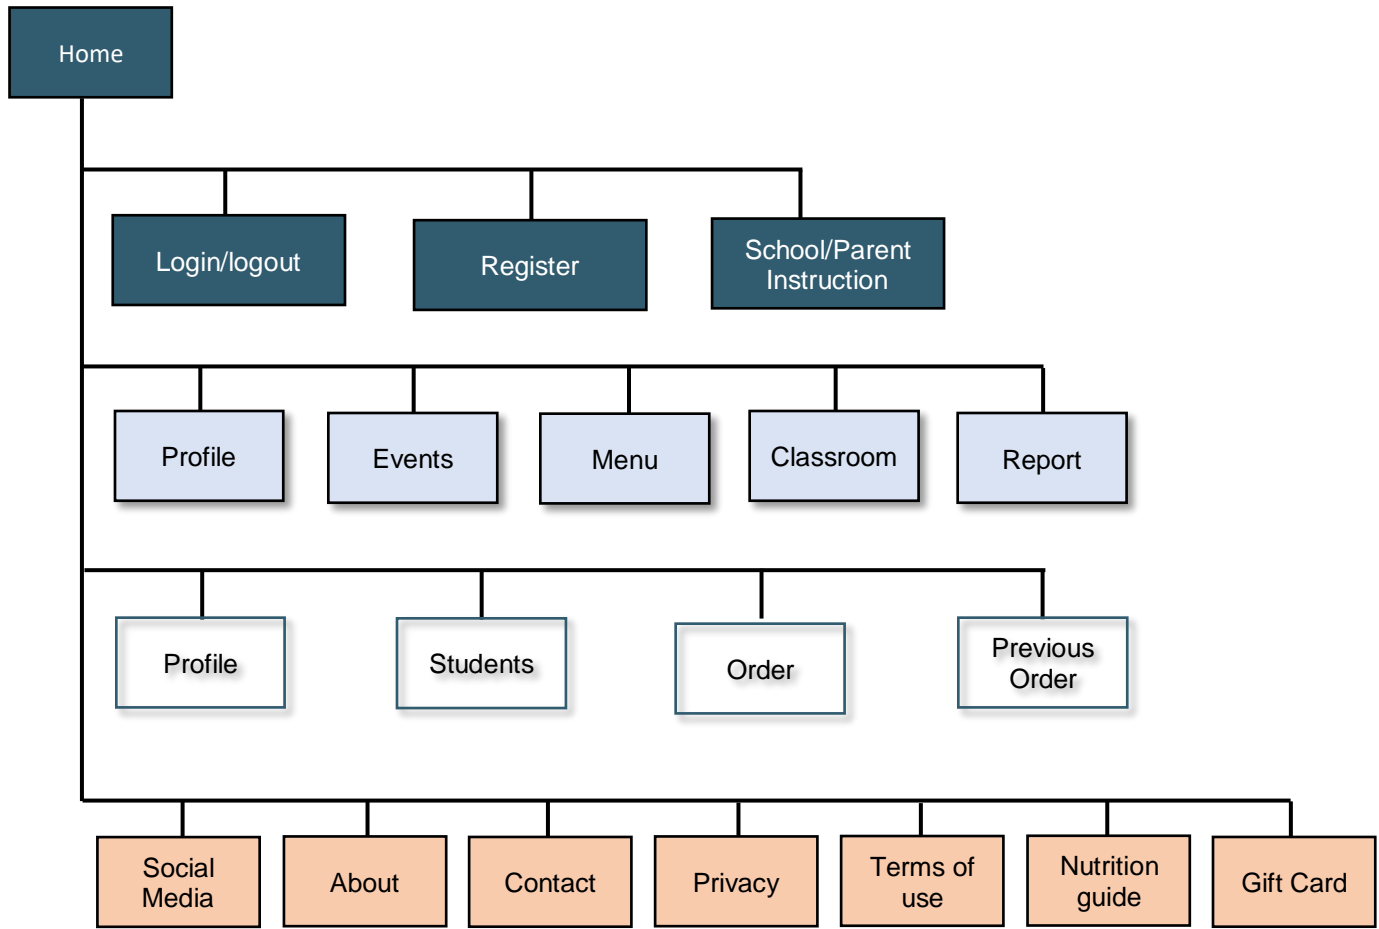 Home
Login/logout
Register
School/Parent
Instruction
Profile
Events
Menu
Classroom
Report
Profile
Students
Order
Previous
Order
Social
Media
About
Contact
Privacy
Terms of
use
Nutrition
guide
Gift Card